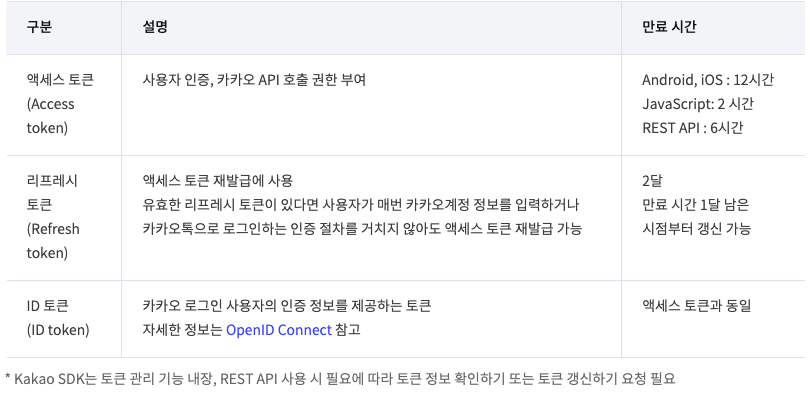 구분 설명 만료 시간
액세스 토큰
(Access
token)
사용자 인증, 카카오 API 호출 권한 부여
Android, iOS : 12시간
JavaScript: 2 시간
REST API : 6시간
리프레시
토큰
(Refresh
token)
액세스 토큰 재발급에 사용
유효한 리프레시 토큰이 있다면 사용자가 매번 카카오계정 정보를 입력하거나
카카오톡으로 로그인하는 인증 절차를 거치지 않아도 액세스 토큰 재발급 가능
2달
만료 시간 1달 남은
시점부터 갱신 가능
ID 토큰
(ID token)
카카오 로그인 사용자의 인증 정보를 제공하는 토큰
자세한 정보는 OpenID Connect 참고
액세스 토큰과 동일
* Kakao SDK는 토큰 관리 기능 내장, REST API 사용 시 필요에 따라 토큰 정보 확인하기 또는 토큰 갱신하기 요청 필요